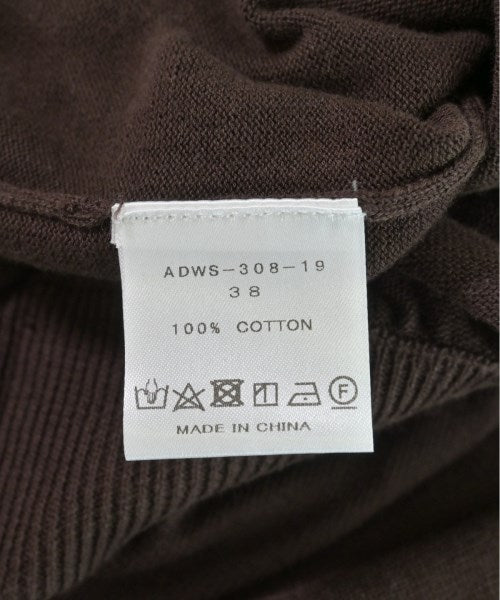 ADWS-308-19
38
100% COTTON
F
MADE IN CHINA